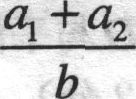 a₁ + a₂
b